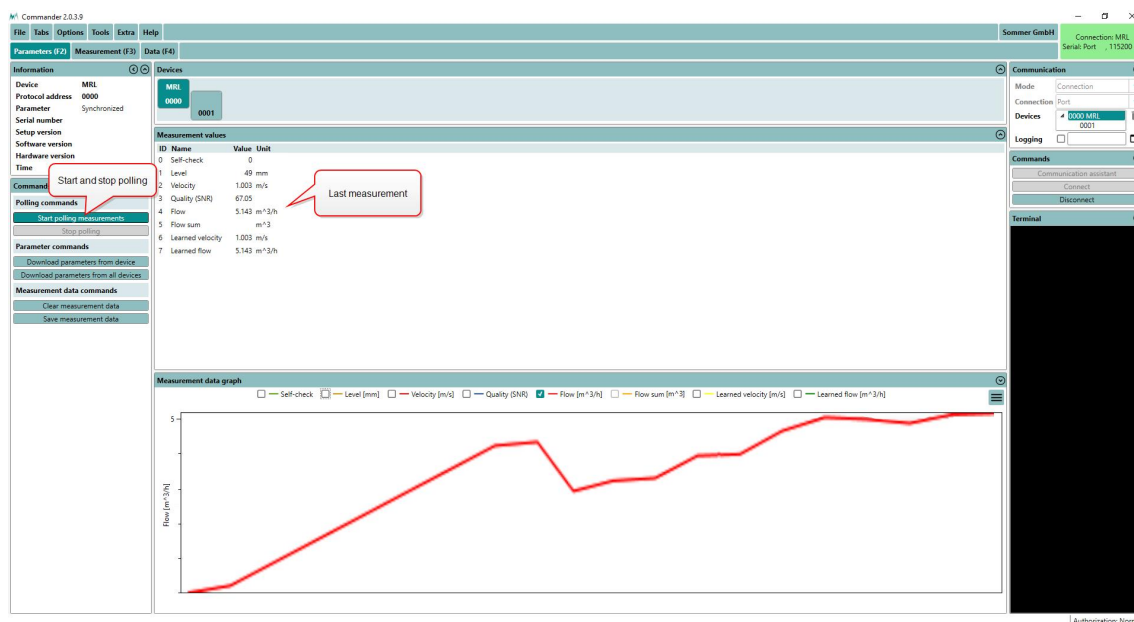 Commander 2.0.3.9
File Tabs Options Tools Extra Help
Sommer GmbH
Connection: MRL
Serial: Port , 115200
Parameters (F2) Measurement (F3) Data (F4)
Information
Device MRL
Protocol address 0000
Parameter Synchronized
Serial number
Setup version
Software version
Hardware version
Time
Start and stop polling
Command
Polling commands
Start polling measurements
Stop polling
Parameter commands
Download parameters from device
Download parameters from all devices
Measurement data commands
Clear measurement data
Save measurement data
Devices
MRL
0000
0001
Measurement values
ID Name Value Unit
0 Self-check 0
1 Level 49 mm
2 Velocity 1.003 m/s
3 Quality (SNR) 67.05
4 Flow 5.143 m^3/h
5 Flow sum m^3
6 Learned velocity 1.003 m/s
7 Learned flow 5.143 m^3/h
Last measurement
Measurement data graph
Self-check Level [mm] Velocity [m/s] Quality (SNR) Flow [m^3/h] Flow sum [m^3] Learned velocity [m/s] Learned flow [m^3/h]
5
Flow [m^3/h]
Communication
Mode Connection
Connection Port
Devices 0000 MRL
0001
Logging
Commands
Communication assistant
Connect
Disconnect
Terminal
Authorization: Norm